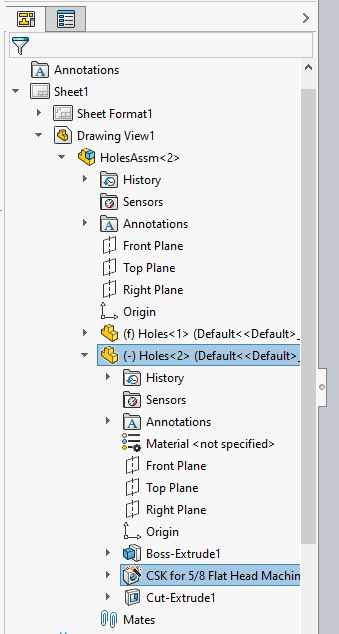 Annotations
Sheet1
Sheet Format1
Drawing View1
HolesAssm<2>
History
Sensors
Annotations
Front Plane
Top Plane
Right Plane
Origin
(f) Holes<1> (Default<<Default>_
(-) Holes<2> (Default<<Default>_
History
Sensors
Annotations
Material <not specified>
Front Plane
Top Plane
Right Plane
Origin
Boss-Extrude1
CSK for 5/8 Flat Head Machin
Cut-Extrude1
Mates